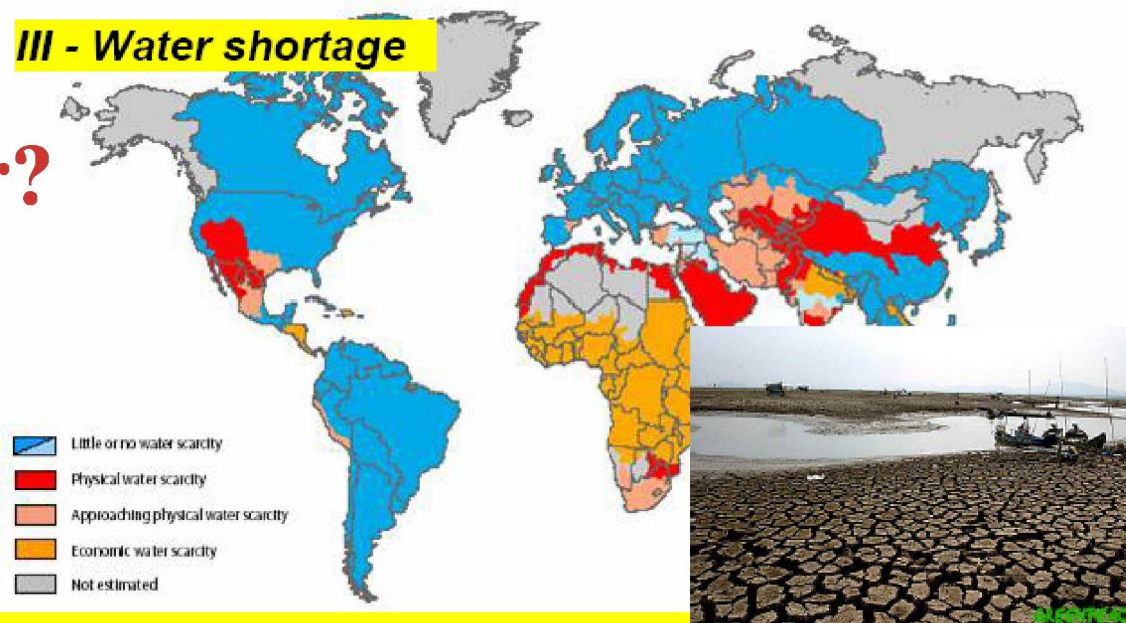 III - Water shortage
?
Little or no water scarcity
Physical water scarcity
Approaching physical water scarcity
Economic water scarcity
Not estimated
GREENPEAC